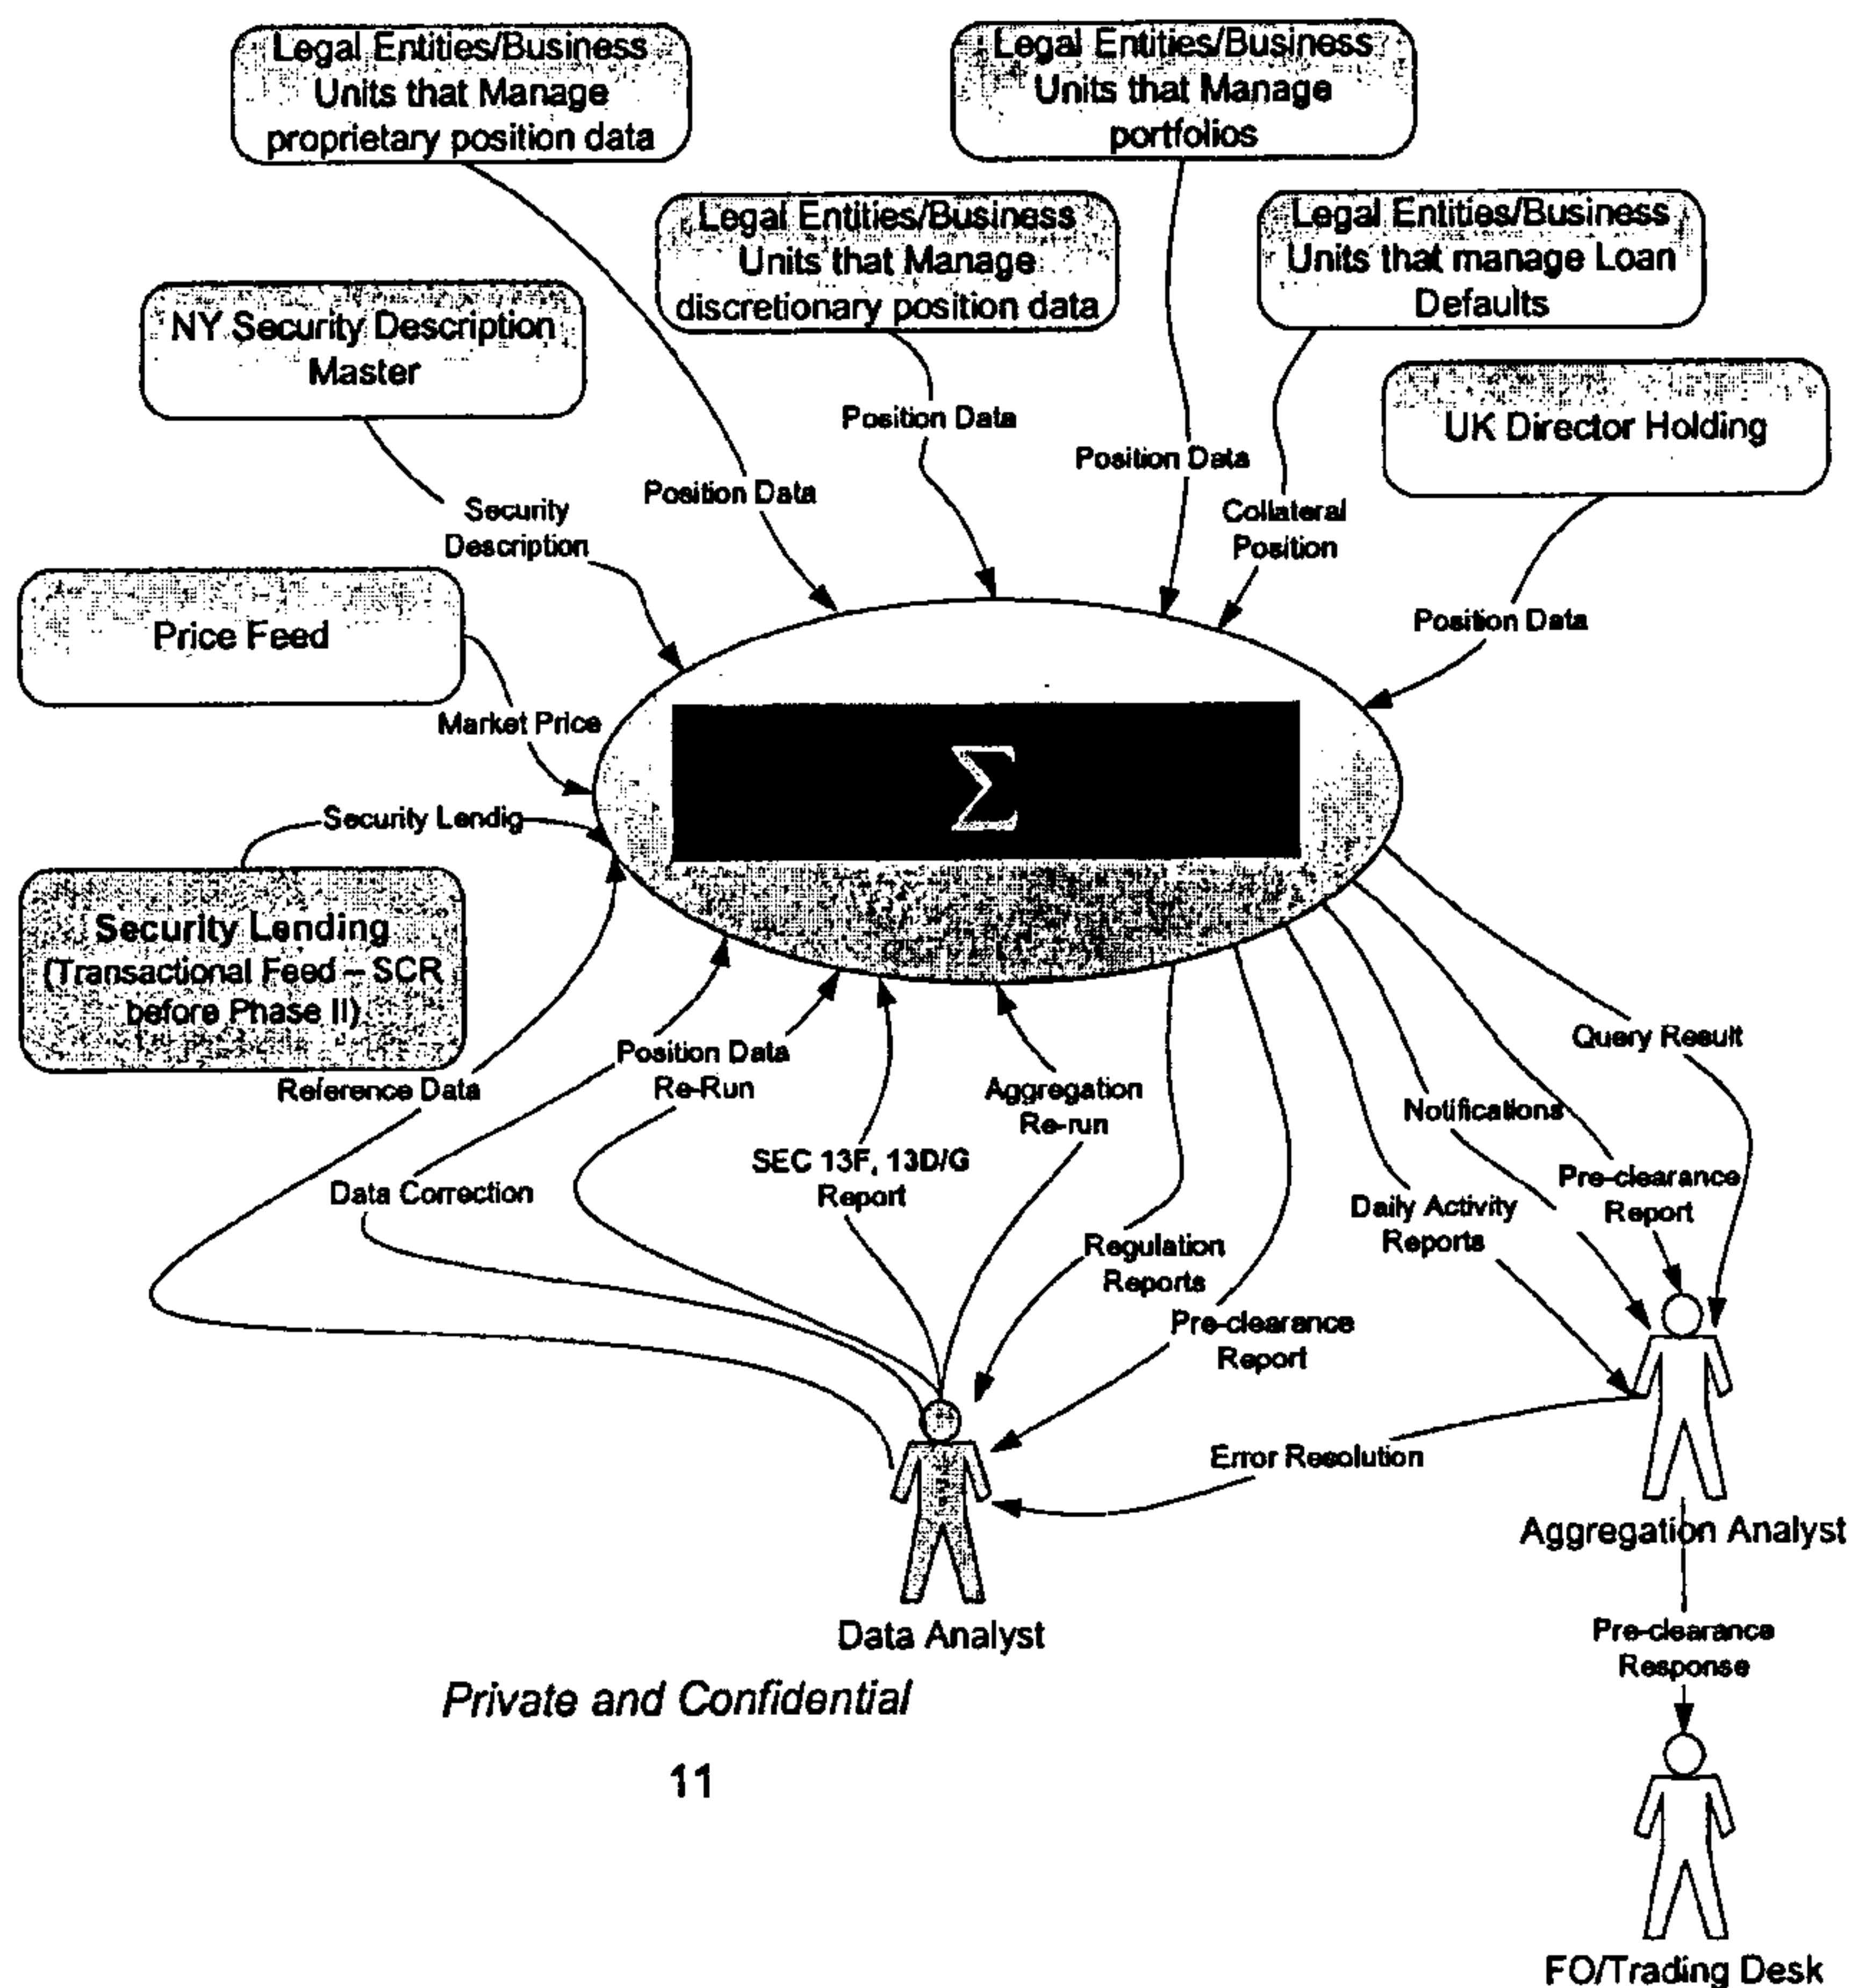 Legal Entities/Business
Units that Manage
proprietary position data
Legal Entities/Business
Units that Manage
portfolios
Legal Entities/Business
Units that Manage
discretionary position data
Legal Entities/Business
Units that manage Loan
Defaults
NY Security Description
Master
UK Director Holding
Position Data
Position Data
Position Data
Security
Description
Collateral
Position
Position Data
Price Feed
Market Price
Σ
Security Lendig
Security Lending
(Transactional Feed – SCR
before Phase II)
Reference Data
Position Data
Re-Run
Data Correction
SEC 13F, 13D/G
Report
Aggregation
Re-run
Regulation
Reports
Pre-clearance
Report
Daily Activity
Reports
Notifications
Pre-clearance
Report
Query Result
Error Resolution
Data Analyst
Aggregation Analyst
Pre-clearance
Response
FO/Trading Desk
Private and Confidential
11